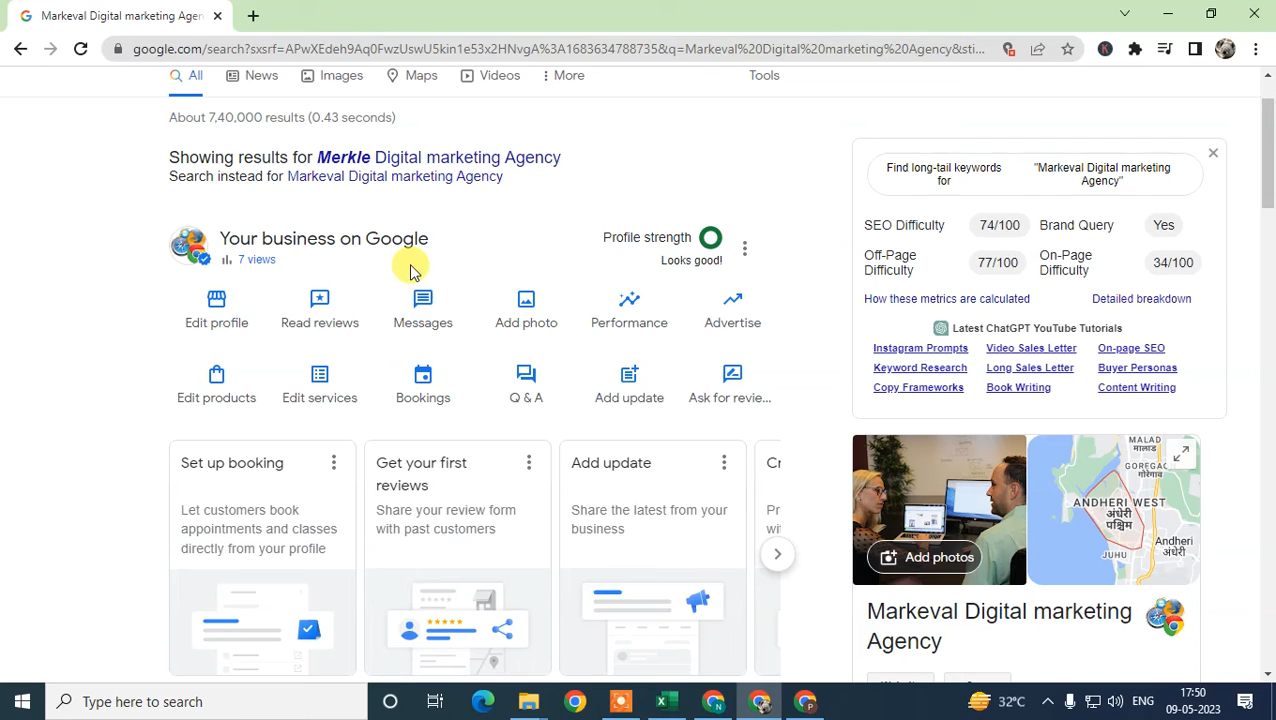 Markeval Digital marketing Agen
google.com/search?sxsrf=APwXEdeh9Aq0FwzUswU5kin1e53x2HNvgA%3A1683634788735&q=Markeval%20Digital%20marketing%20Agency&sti...
All
News
Images
Maps
Videos
More
Tools
About 7,40,000 results (0.43 seconds)
Showing results for Merkle Digital marketing Agency
Search instead for Markeval Digital marketing Agency
Your business on Google
7 views
Profile strength
Looks good!
Edit profile
Read reviews
Messages
Add photo
Performance
Advertise
Edit products
Edit services
Bookings
Q & A
Add update
Ask for revie...
Set up booking
Let customers book
appointments and classes
directly from your profile
Get your first
reviews
Share your review form
with past customers
Add update
Share the latest from your
business
Cr
Pr
wit
Find long-tail keywords
for
"Markeval Digital marketing
Agency"
SEO Difficulty
74/100
Brand Query
Yes
Off-Page
Difficulty
77/100
On-Page
Difficulty
34/100
How these metrics are calculated
Detailed breakdown
Latest ChatGPT YouTube Tutorials
Instagram Prompts
Video Sales Letter
On-page SEO
Keyword Research
Long Sales Letter
Buyer Personas
Copy Frameworks
Book Writing
Content Writing
Add photos
MALAD
मालाड
GOREGA
गोरेगा
ANDHERI WEST
अंधेरी
पश्चिम
Andheri
अंधेरी
JUHU
Markeval Digital marketing
Agency
Type here to search
32°C
ENG
17:50
09-05-2023